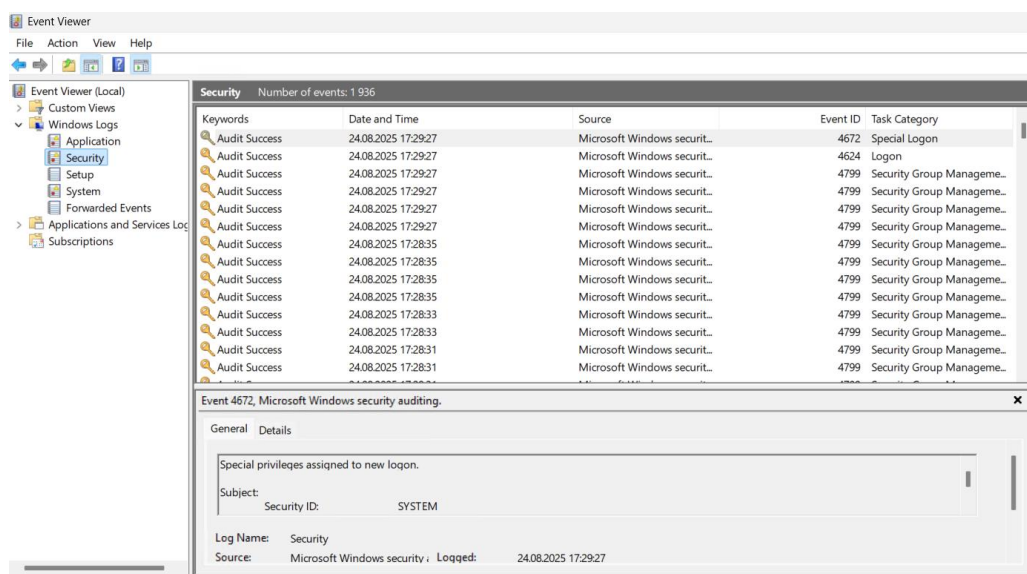 Event Viewer
File Action View Help
Event Viewer (Local)
Custom Views
Windows Logs
Application
Security
Setup
System
Forwarded Events
Applications and Services Log
Subscriptions
Security Number of events: 1 936
Keywords Date and Time Source Event ID Task Category
Audit Success 24.08.2025 17:29:27 Microsoft Windows securit... 4672 Special Logon
Audit Success 24.08.2025 17:29:27 Microsoft Windows securit... 4624 Logon
Audit Success 24.08.2025 17:29:27 Microsoft Windows securit... 4799 Security Group Manageme...
Audit Success 24.08.2025 17:29:27 Microsoft Windows securit... 4799 Security Group Manageme...
Audit Success 24.08.2025 17:29:27 Microsoft Windows securit... 4799 Security Group Manageme...
Audit Success 24.08.2025 17:29:27 Microsoft Windows securit... 4799 Security Group Manageme...
Audit Success 24.08.2025 17:28:35 Microsoft Windows securit... 4799 Security Group Manageme...
Audit Success 24.08.2025 17:28:35 Microsoft Windows securit... 4799 Security Group Manageme...
Audit Success 24.08.2025 17:28:35 Microsoft Windows securit... 4799 Security Group Manageme...
Audit Success 24.08.2025 17:28:35 Microsoft Windows securit... 4799 Security Group Manageme...
Audit Success 24.08.2025 17:28:33 Microsoft Windows securit... 4799 Security Group Manageme...
Audit Success 24.08.2025 17:28:33 Microsoft Windows securit... 4799 Security Group Manageme...
Audit Success 24.08.2025 17:28:31 Microsoft Windows securit... 4799 Security Group Manageme...
Audit Success 24.08.2025 17:28:31 Microsoft Windows securit... 4799 Security Group Manageme...
Event 4672, Microsoft Windows security auditing.
General Details
Special privileges assigned to new logon.
Subject:
Security ID: SYSTEM
Log Name: Security
Source: Microsoft Windows security Logged: 24.08.2025 17:29:27